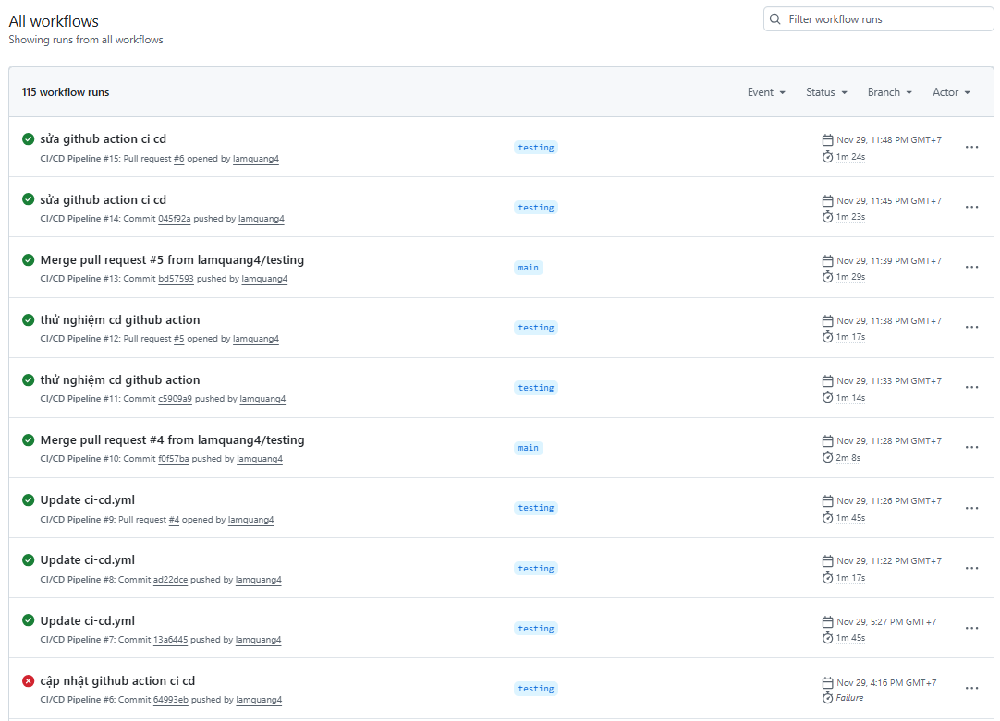 All workflows
Showing runs from all workflows
Filter workflow runs
115 workflow runs
Event
Status
Branch
Actor
sửa github action ci cd
CI/CD Pipeline #15: Pull request #6 opened by lamquang4
testing
Nov 29, 11:48 PM GMT+7
1m 24s
sửa github action ci cd
CI/CD Pipeline #14: Commit 045f92a pushed by lamquang4
testing
Nov 29, 11:45 PM GMT+7
1m 23s
Merge pull request #5 from lamquang4/testing
CI/CD Pipeline #13: Commit bd57593 pushed by lamquang4
main
Nov 29, 11:39 PM GMT+7
1m 29s
thử nghiệm cd github action
CI/CD Pipeline #12: Pull request #5 opened by lamquang4
testing
Nov 29, 11:38 PM GMT+7
1m 17s
thử nghiệm cd github action
CI/CD Pipeline #11: Commit c5909a9 pushed by lamquang4
testing
Nov 29, 11:33 PM GMT+7
1m 14s
Merge pull request #4 from lamquang4/testing
CI/CD Pipeline #10: Commit f0f57ba pushed by lamquang4
main
Nov 29, 11:28 PM GMT+7
2m 8s
Update ci-cd.yml
CI/CD Pipeline #9: Pull request #4 opened by lamquang4
testing
Nov 29, 11:26 PM GMT+7
1m 45s
Update ci-cd.yml
CI/CD Pipeline #8: Commit ad22dce pushed by lamquang4
testing
Nov 29, 11:22 PM GMT+7
1m 17s
Update ci-cd.yml
CI/CD Pipeline #7: Commit 13a6445 pushed by lamquang4
testing
Nov 29, 5:27 PM GMT+7
1m 45s
cập nhật github action ci cd
CI/CD Pipeline #6: Commit 64993eb pushed by lamquang4
testing
Nov 29, 4:16 PM GMT+7
Failure